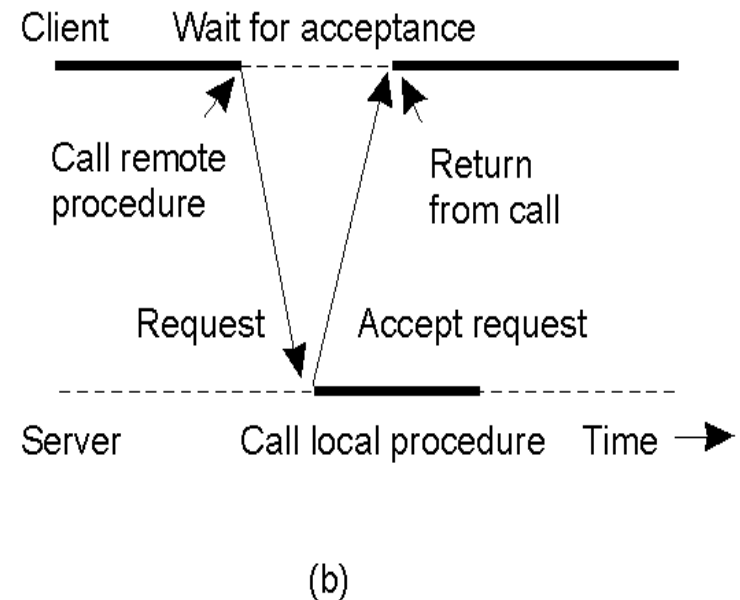 Client
Wait for acceptance
Call remote
procedure
Return
from call
Request
Accept request
Server
Call local procedure
Time
(b)